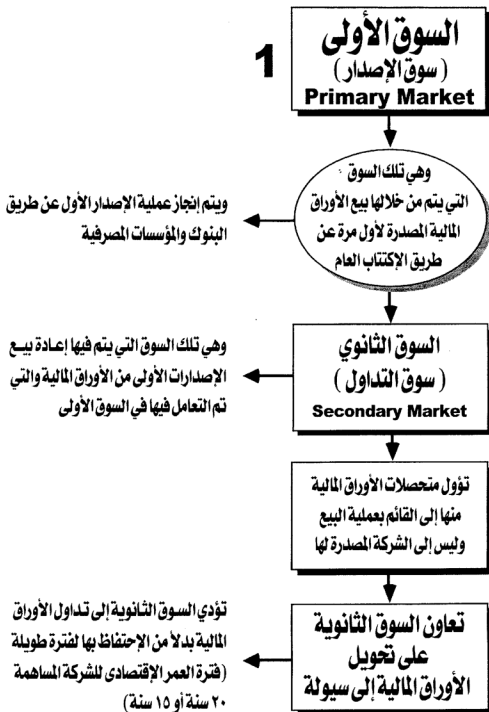 1
السوق الأولى
( سوق الإصدار )
Primary Market
وهي تلك السوق
التي يتم من خلالها بيع الأوراق
المالية المصدرة لأول مرة عن
طريق الإكتتاب العام
ويتم إنجاز عملية الإصدار الأول عن طريق
البنوك والمؤسسات المصرفية
السوق الثانوي
( سوق التداول )
Secondary Market
وهي تلك السوق التي يتم فيها إعادة بيع
الإصدارات الأولى من الأوراق المالية والتي
تم التعامل فيها في السوق الأولى
تؤول متحصلات الأوراق المالية
منها إلى القائم بعملية البيع
وليس إلى الشركة المصدرة لها
تعاون السوق الثانوية
على تحويل
الأوراق المالية إلى سيولة
تؤدي السوق الثانوية إلى تداول الأوراق
المالية بدلاً من الإحتفاظ بها لفترة طويلة
(فترة العمر الإقتصادى للشركة المساهمة
٢٠ سنة أو ١٥ سنة)